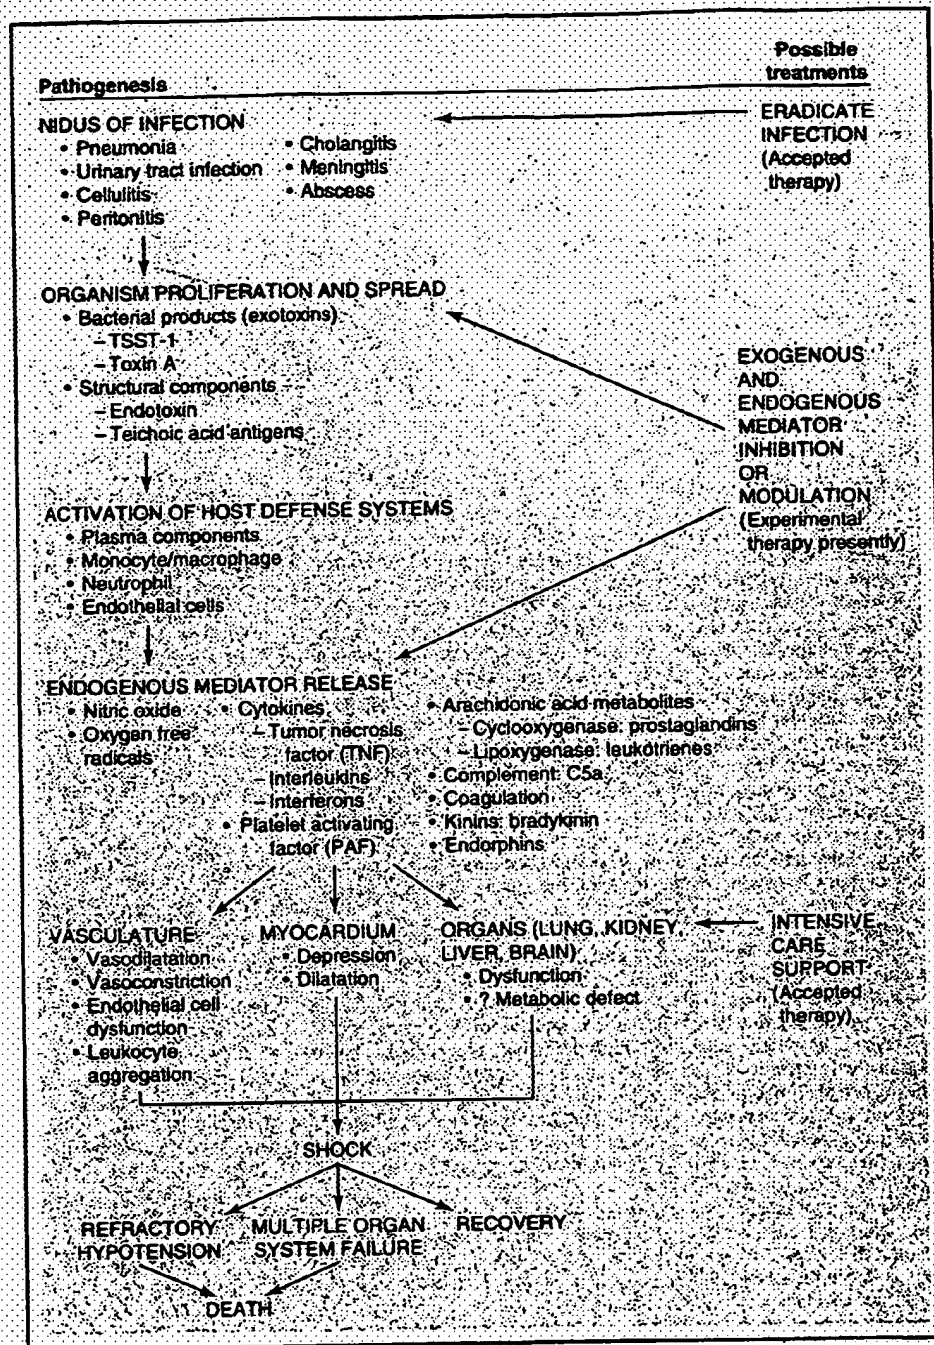 Pathogenesis
Possible
treatments
NIDUS OF INFECTION
• Pneumonia
• Urinary tract infection
• Cellulitis
• Peritonitis
• Cholangitis
• Meningitis
• Abscess
ERADICATE
INFECTION
(Accepted
therapy)
ORGANISM PROLIFERATION AND SPREAD
• Bacterial products (exotoxins)
– TSST-1
– Toxin A
• Structural components
– Endotoxin
– Teichoic acid antigens
EXOGENOUS
AND
ENDOGENOUS
MEDIATOR
INHIBITION
OR
MODULATION
(Experimental
therapy presently)
ACTIVATION OF HOST DEFENSE SYSTEMS
• Plasma components
• Monocyte/macrophage
• Neutrophil
• Endothelial cells
ENDOGENOUS MEDIATOR RELEASE
• Nitric oxide
• Oxygen free
radicals
• Cytokines
– Tumor necrosis
factor (TNF)
– Interleukins
– Interferons
• Platelet activating
factor (PAF)
• Arachidonic acid metabolites
– Cyclooxygenase: prostaglandins
– Lipoxygenase: leukotrienes
• Complement: C5a
• Coagulation
• Kinins: bradykinin
• Endorphins
VASCULATURE
• Vasodilatation
• Vasoconstriction
• Endothelial cell
dysfunction
• Leukocyte
aggregation
MYOCARDIUM
• Depression
• Dilatation
ORGANS (LUNG, KIDNEY,
LIVER, BRAIN)
• Dysfunction
• ? Metabolic defect
INTENSIVE
CARE
SUPPORT
(Accepted
therapy)
SHOCK
REFRACTORY
HYPOTENSION
MULTIPLE ORGAN
SYSTEM FAILURE
RECOVERY
DEATH